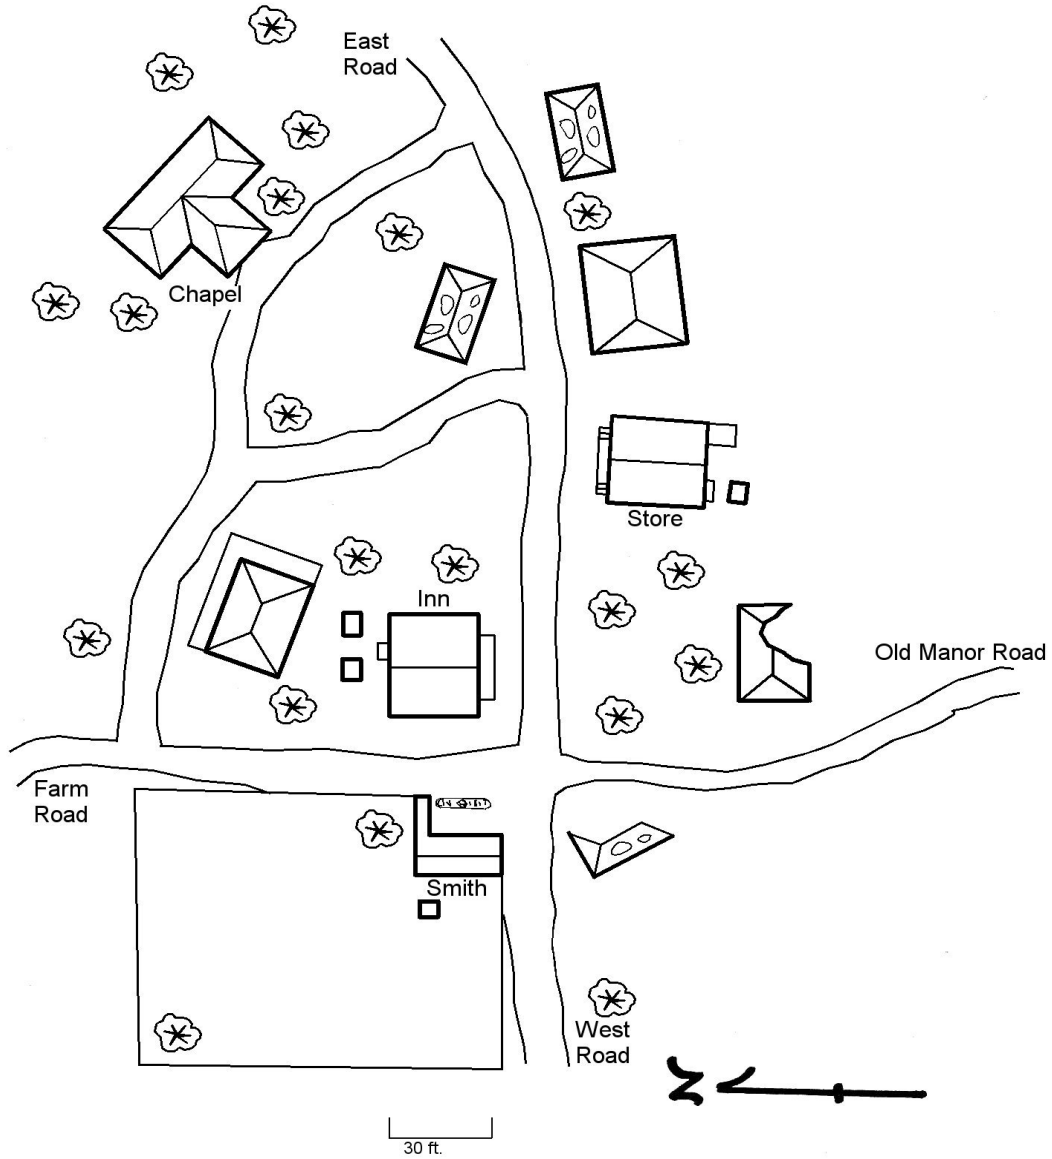 East
Road
Chapel
Store
Inn
Old Manor Road
Farm
Road
Smith
West
Road
N
30 ft.